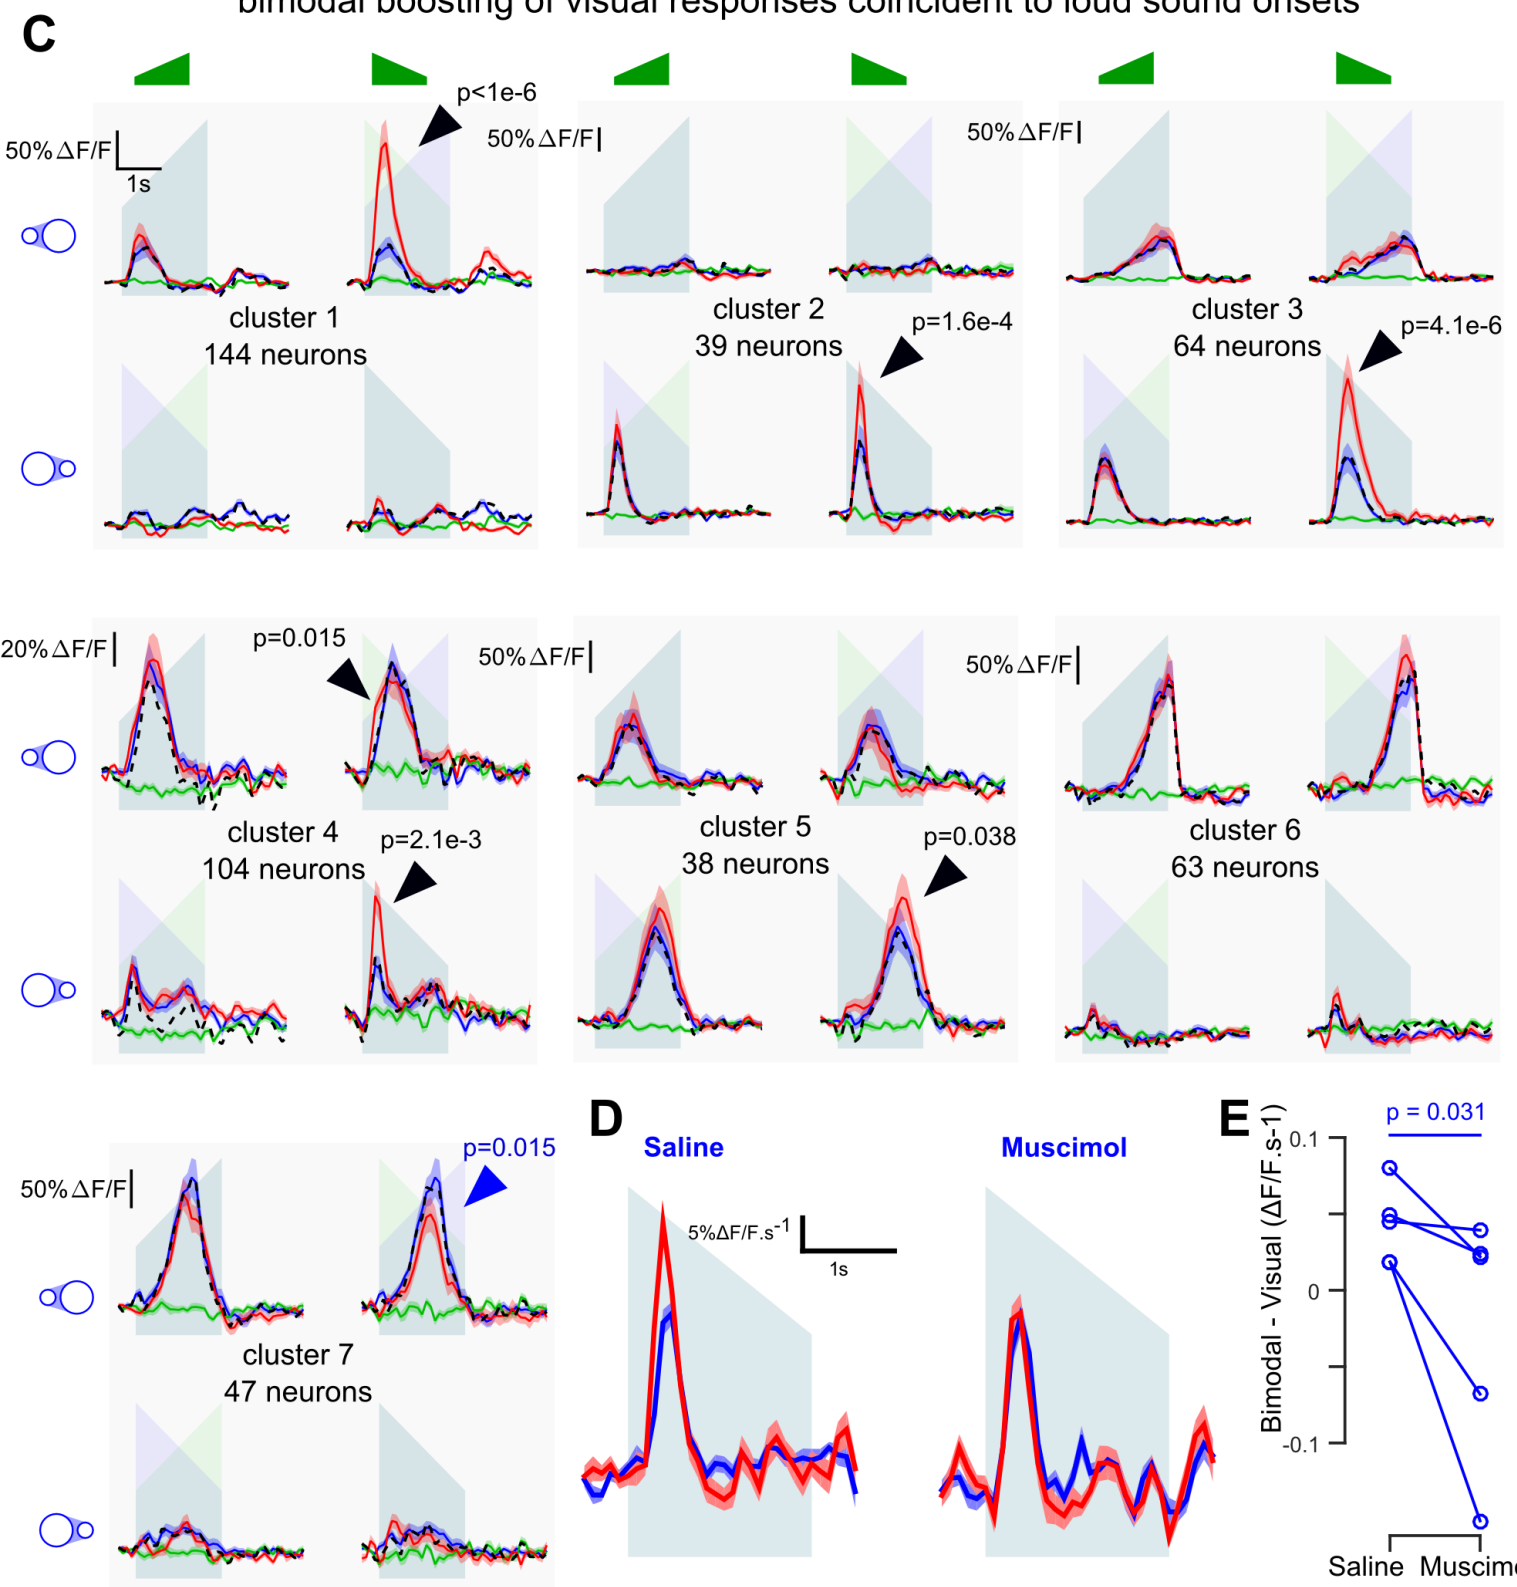 bimodal boosting of visual responses coincident to loud sound onsets
C
p<1e-6
50% ΔF/F
1s
50% ΔF/F
50% ΔF/F
cluster 1
144 neurons
cluster 2
39 neurons
p=1.6e-4
cluster 3
64 neurons
p=4.1e-6
20% ΔF/F
p=0.015
50% ΔF/F
50% ΔF/F
cluster 4
104 neurons
p=2.1e-3
cluster 5
38 neurons
p=0.038
cluster 6
63 neurons
50% ΔF/F
p=0.015
cluster 7
47 neurons
D
Saline
Muscimol
5%ΔF/F.s-1
1s
E
p = 0.031
Bimodal - Visual (ΔF/F.s-1)
0.1
0
-0.1
Saline Muscim